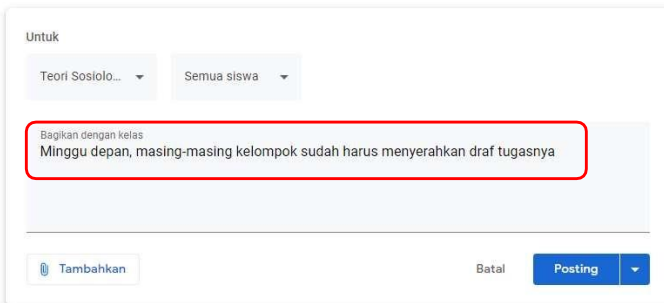 Untuk
Teori Sosiolo... Semua siswa
Bagikan dengan kelas
Minggu depan, masing-masing kelompok sudah harus menyerahkan draf tugasnya
Tambahkan Batal Posting